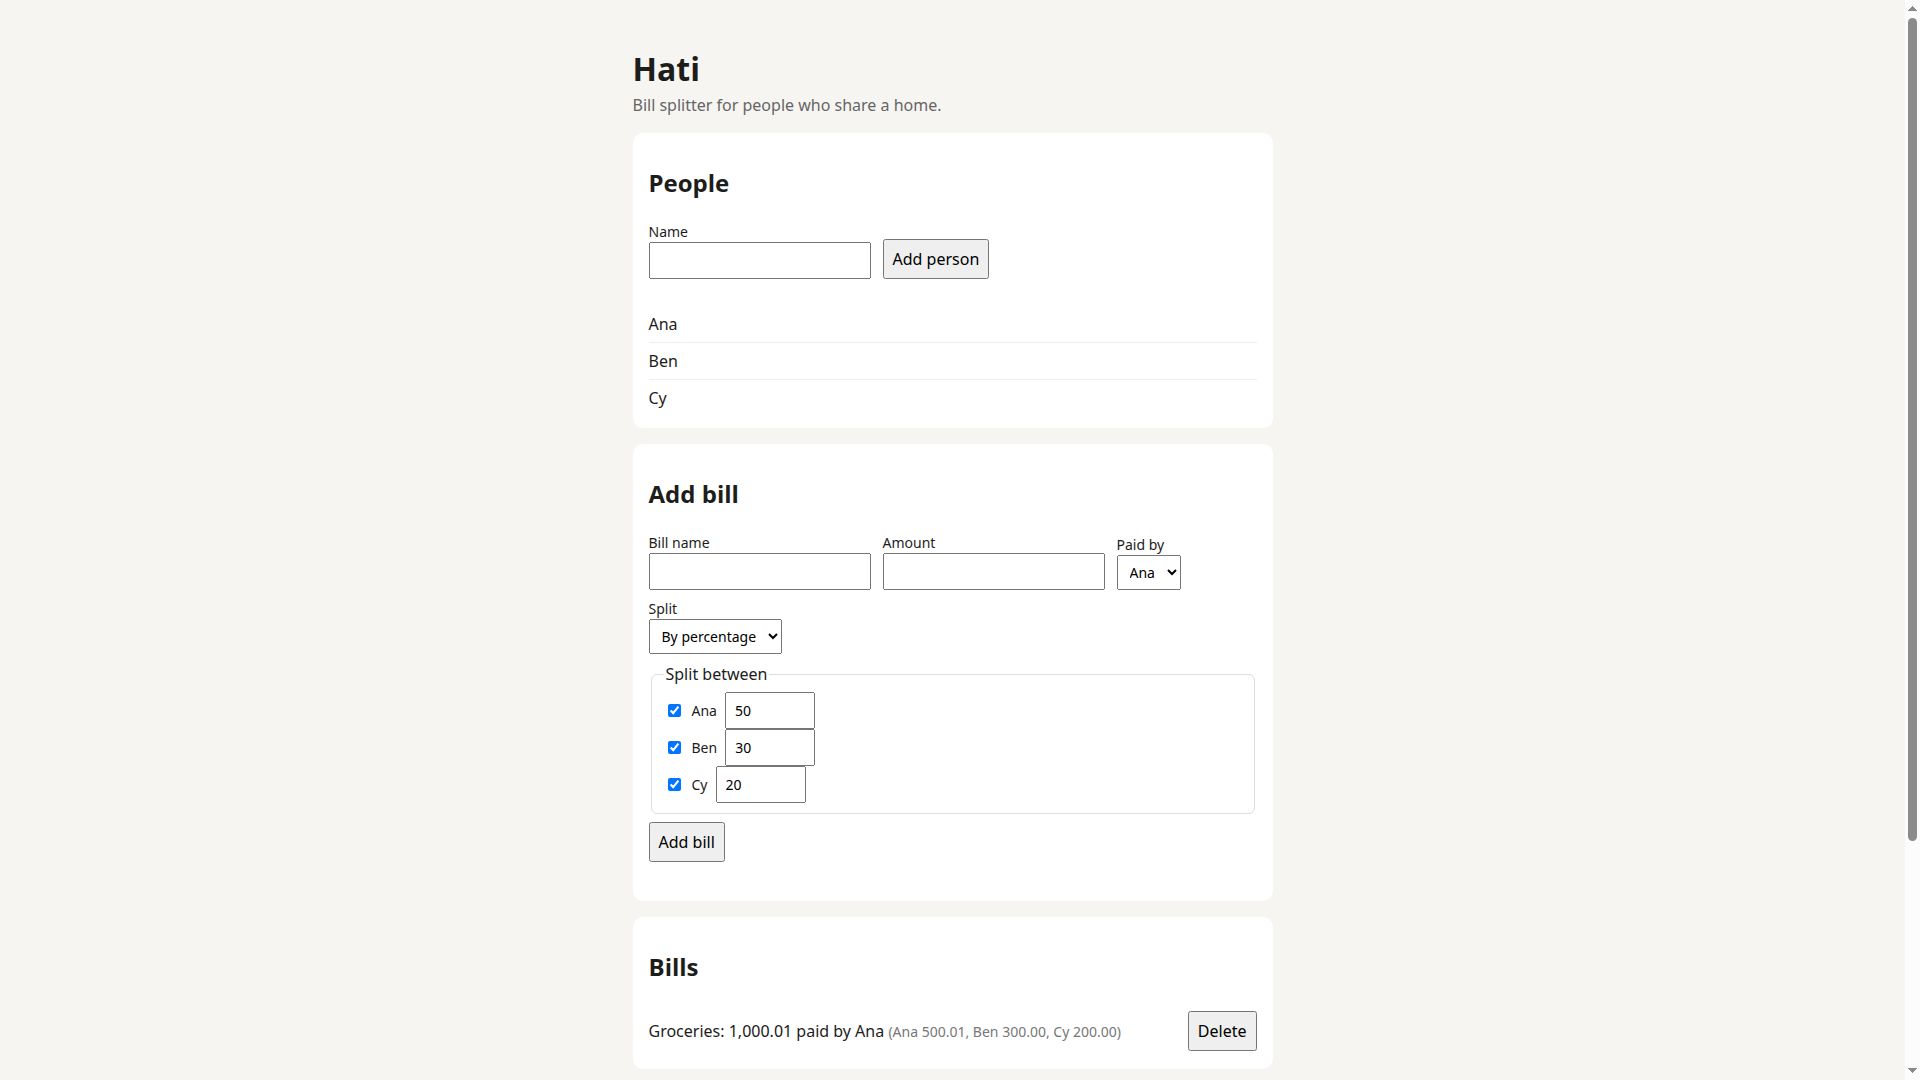 Hati
Bill splitter for people who share a home.
People
Name
Add person
Ana
Ben
Cy
Add bill
Bill name Amount Paid by
Ana
Split
By percentage
Split between
Ana 50
Ben 30
Cy 20
Add bill
Bills
Groceries: 1,000.01 paid by Ana (Ana 500.01, Ben 300.00, Cy 200.00) Delete